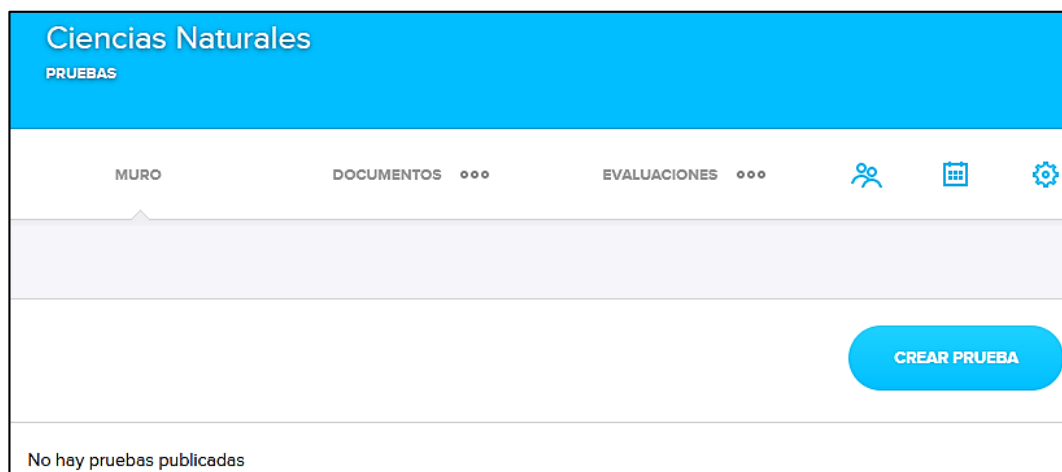 Ciencias Naturales
PRUEBAS
MURO DOCUMENTOS EVALUACIONES
CREAR PRUEBA
No hay pruebas publicadas